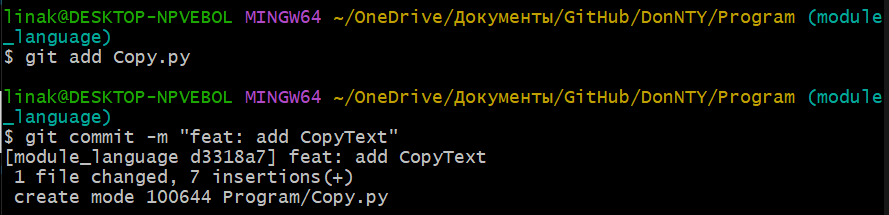 linak@DESKTOP-NPVEBOL MINGW64 ~/OneDrive/Документы/GitHub/DonNTY/Program (module
_language)
$ git add Copy.py
linak@DESKTOP-NPVEBOL MINGW64 ~/OneDrive/Документы/GitHub/DonNTY/Program (module
_language)
$ git commit -m "feat: add CopyText"
[module_language d3318a7] feat: add CopyText
1 file changed, 7 insertions(+)
create mode 100644 Program/Copy.py